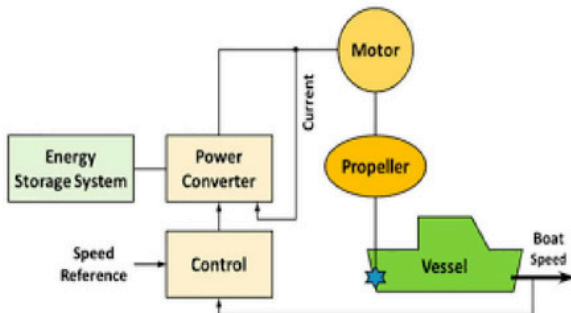 Motor
Current
Energy
Storage System
Power
Converter
Propeller
Speed
Reference
Control
Vessel
Boat
Speed